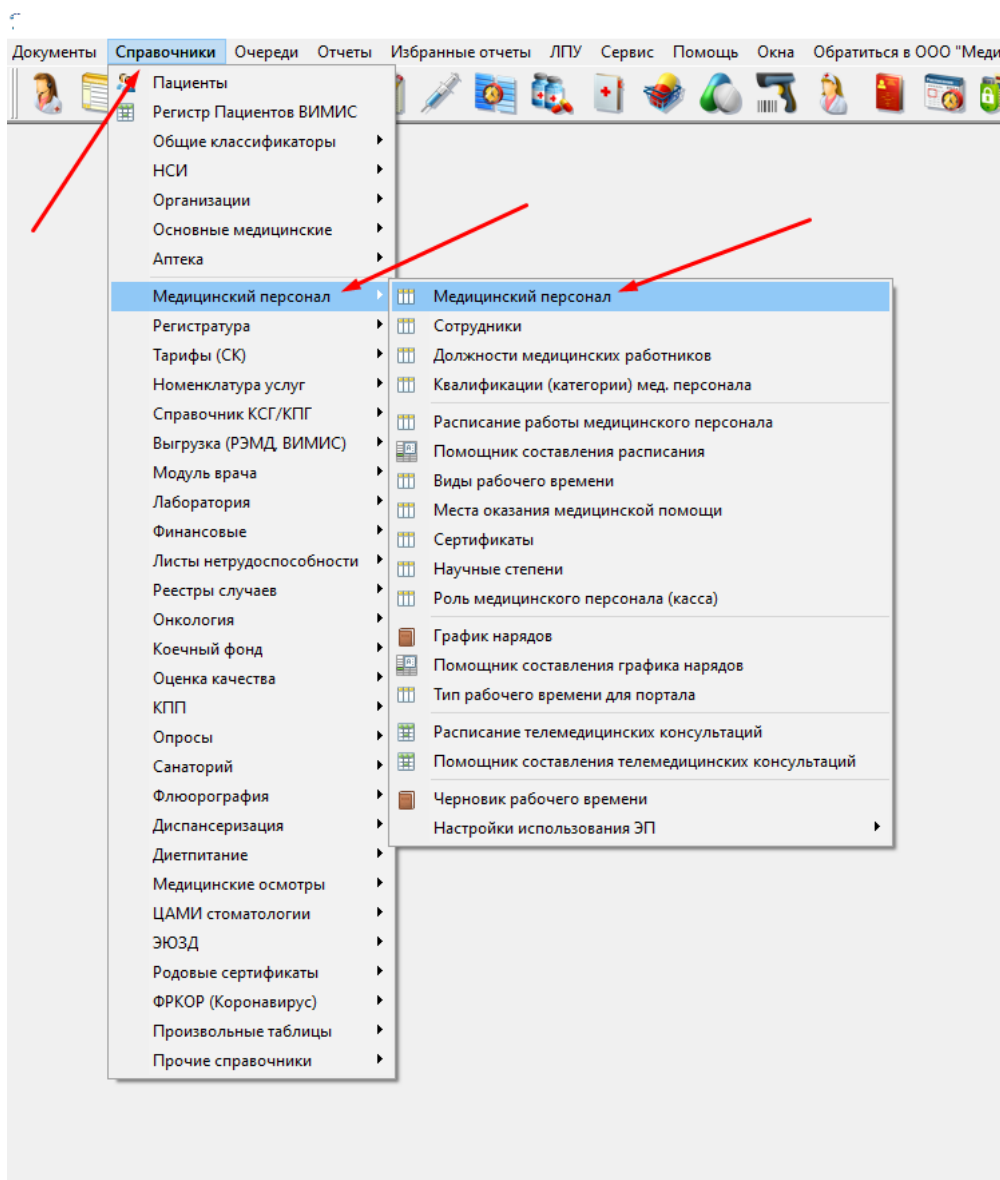 Документы Справочники Очереди Отчеты Избранные отчеты ЛПУ Сервис Помощь Окна Обратиться в ООО "Меди
Пациенты
Регистр Пациентов ВИМИС
Общие классификаторы
НСИ
Организации
Основные медицинские
Аптека
Медицинский персонал
Регистратура
Тарифы (СК)
Номенклатура услуг
Справочник КСГ/КПГ
Выгрузка (РЭМД, ВИМИС)
Модуль врача
Лаборатория
Финансовые
Листы нетрудоспособности
Реестры случаев
Онкология
Коечный фонд
Оценка качества
КПП
Опросы
Санаторий
Флюорография
Диспансеризация
Диетпитание
Медицинские осмотры
ЦАМИ стоматологии
ЭЮЗД
Родовые сертификаты
ФРКОР (Коронавирус)
Произвольные таблицы
Прочие справочники
Медицинский персонал
Сотрудники
Должности медицинских работников
Квалификации (категории) мед. персонала
Расписание работы медицинского персонала
Помощник составления расписания
Виды рабочего времени
Места оказания медицинской помощи
Сертификаты
Научные степени
Роль медицинского персонала (касса)
График нарядов
Помощник составления графика нарядов
Тип рабочего времени для портала
Расписание телемедицинских консультаций
Помощник составления телемедицинских консультаций
Черновик рабочего времени
Настройки использования ЭП